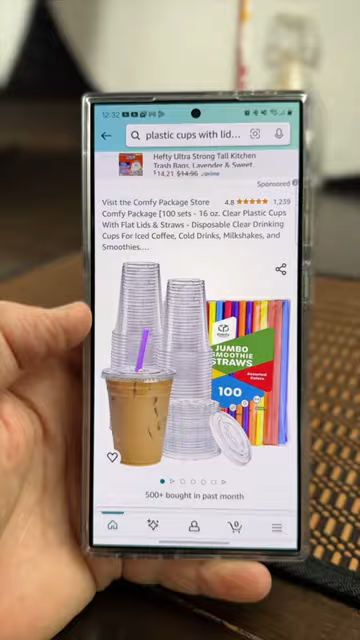 12:32
plastic cups with lid...
Hefty Ultra Strong Tall Kitchen
Trash Bags, Lavender & Sweet
$14.21 $14.96 prime
Sponsored
Visit the Comfy Package Store 4.8 1,239
Comfy Package [100 sets - 16 oz. Clear Plastic Cups
With Flat Lids & Straws - Disposable Clear Drinking
Cups For Iced Coffee, Cold Drinks, Milkshakes, and
Smoothies....
JUMBO
SMOOTHIE
STRAWS
Assorted
Colors
100
500+ bought in past month
0